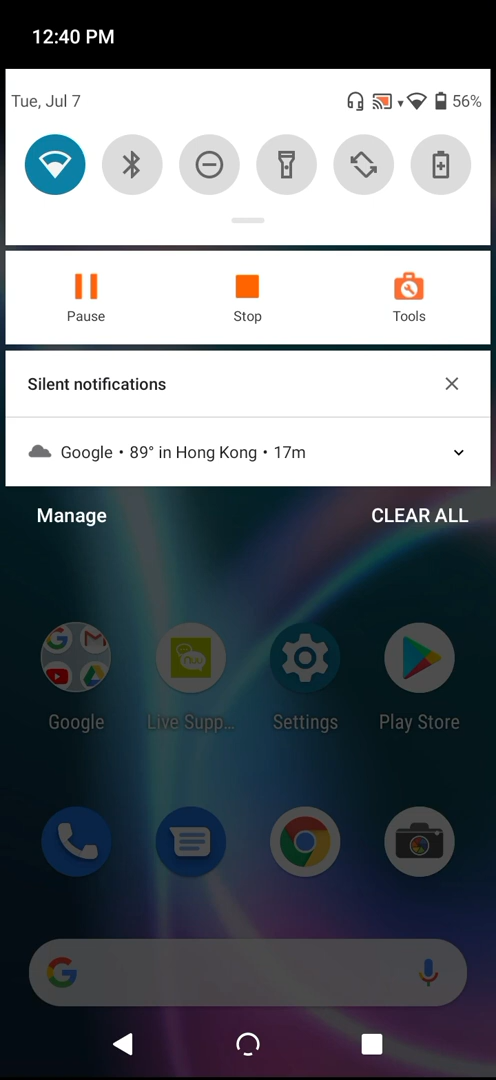 12:40 PM
Tue, Jul 7
56%
Pause
Stop
Tools
Silent notifications
Google • 89° in Hong Kong • 17m
Manage
CLEAR ALL
nuu
Google
Live Supp...
Settings
Play Store